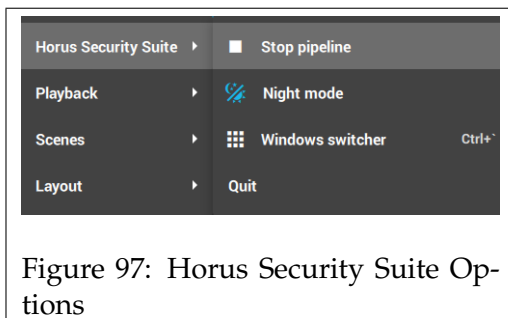 Horus Security Suite
Stop pipeline
Playback
Night mode
Scenes
Windows switcher Ctrl+`
Layout
Quit
Figure 97: Horus Security Suite Op-
tions